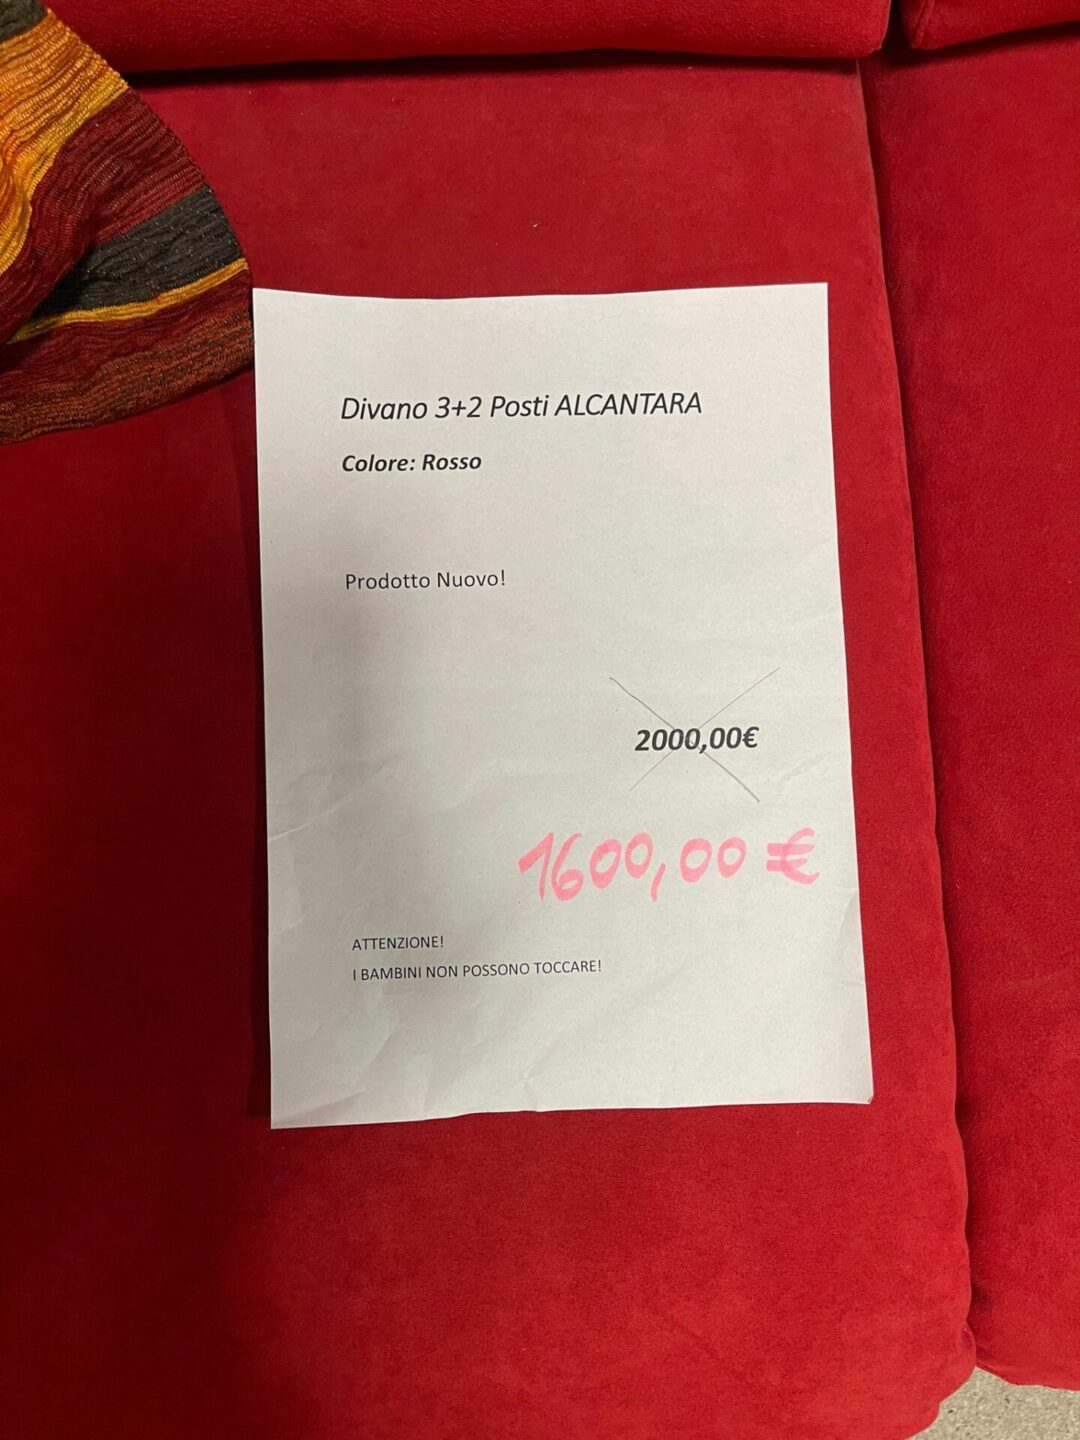 Divano 3+2 Posti ALCANTARA
Colore: Rosso
Prodotto Nuovo!
2000,00€
1600,00 €
ATTENZIONE!
I BAMBINI NON POSSONO TOCCARE!